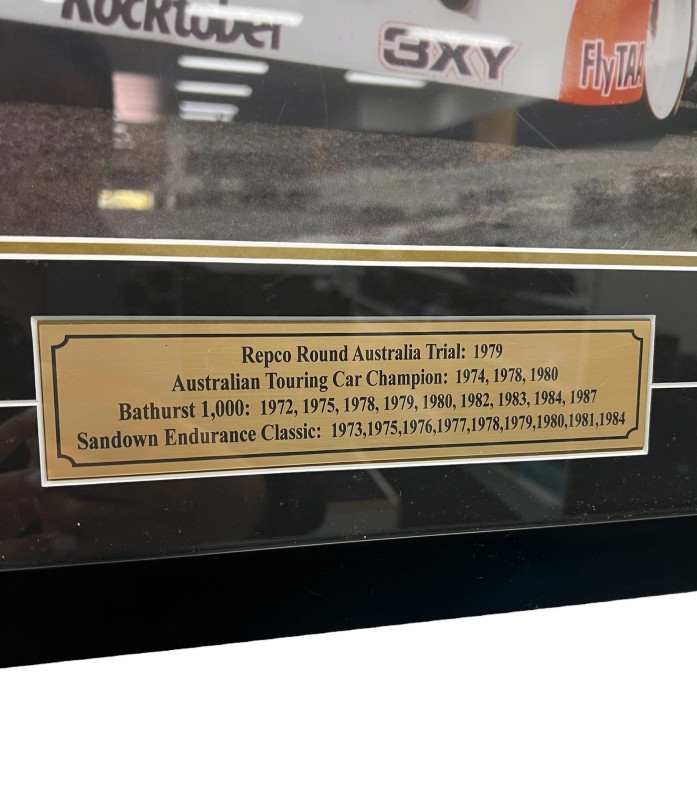 Rocktober
3XY
FlyTAA
Repco Round Australia Trial: 1979
Australian Touring Car Champion: 1974, 1978, 1980
Bathurst 1,000: 1972, 1975, 1978, 1979, 1980, 1982, 1983, 1984, 1987
Sandown Endurance Classic: 1973,1975,1976,1977,1978,1979,1980,1981,1984